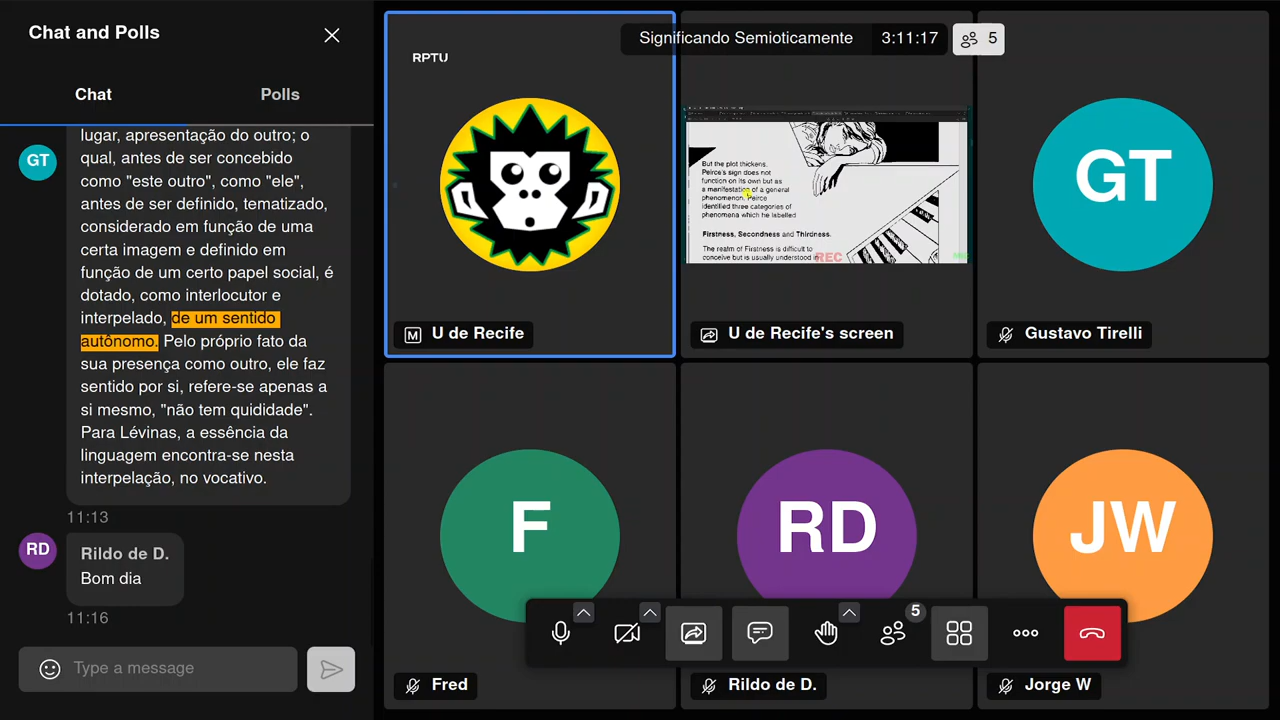 Chat and Polls
Chat
Polls
GT
lugar, apresentação do outro; o
qual, antes de ser concebido
como "este outro", como "ele",
antes de ser definido, tematizado,
considerado em função de uma
certa imagem e definido em
função de um certo papel social, é
dotado, como interlocutor e
interpelado, de um sentido
autônomo. Pelo próprio fato da
sua presença como outro, ele faz
sentido por si, refere-se apenas a
si mesmo, "não tem quididade".
Para Lévinas, a essência da
linguagem encontra-se nesta
interpelação, no vocativo.
11:13
RD
Rildo de D.
Bom dia
11:16
Type a message
Significando Semioticamente
3:11:17
5
RPTU
M
U de Recife
But the plot thickens.
Peirce's sign does not
function on its own but as
a manifestation of a general
phenomenon. Peirce
identified three categories of
phenomena which he labelled
Firstness, Secondness and Thirdness.
The realm of Firstness is difficult to
conceive but is usually understood in
REC
U de Recife's screen
GT
Gustavo Tirelli
F
Fred
RD
Rildo de D.
JW
Jorge W
5